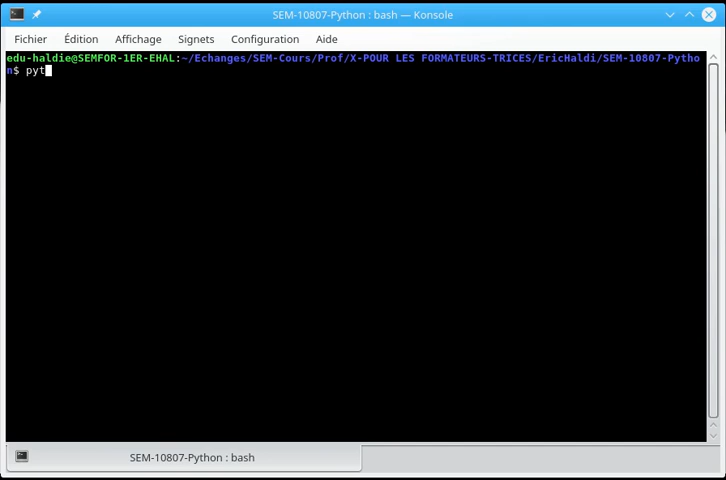 SEM-10807-Python : bash — Konsole
Fichier Édition Affichage Signets Configuration Aide
edu-haldie@SEMFOR-1ER-EHAL:~/Echanges/SEM-Cours/Prof/X-POUR LES FORMATEURS-TRICES/EricHaldi/SEM-10807-Pytho
n$ pyt
SEM-10807-Python : bash